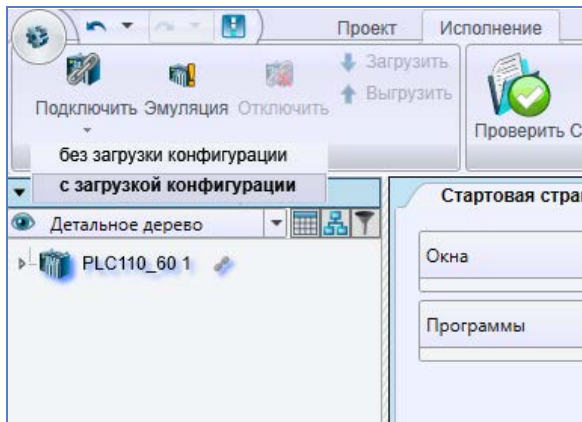 Проект Исполнение
Загрузить
Выгрузить
Подключить Эмуляция Отключить
Проверить
без загрузки конфигурации
с загрузкой конфигурации
Стартовая
Детальное дерево
Окна
PLC110_60 1
Программы